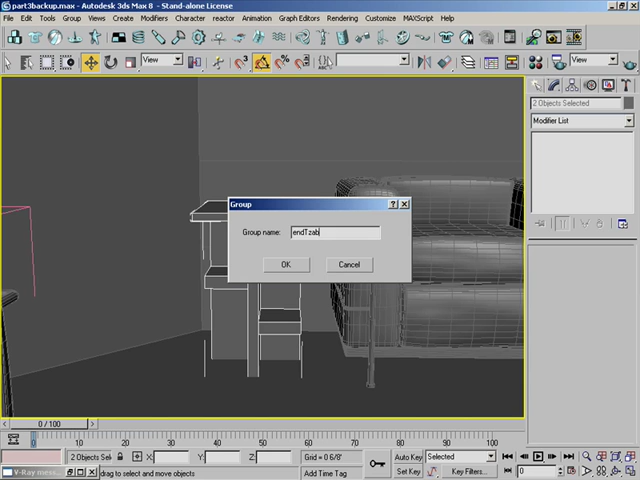 part3backup.max - Autodesk 3ds Max 8 - Stand-alone License
File Edit Tools Group Views Create Modifiers Character reactor Animation Graph Editors Rendering Customize MAXScript Help
View
View
2 Objects Selected
Modifier List
Group
Group name: endTzab
OK Cancel
0 / 100
0 10 20 30 40 50 60 70 80 90 100
2 Objects Sel X: Y: Z: Grid = 0 6/8" Auto Key Selected
V-Ray mess drag to select and move objects Add Time Tag Set Key Key Filters... 0